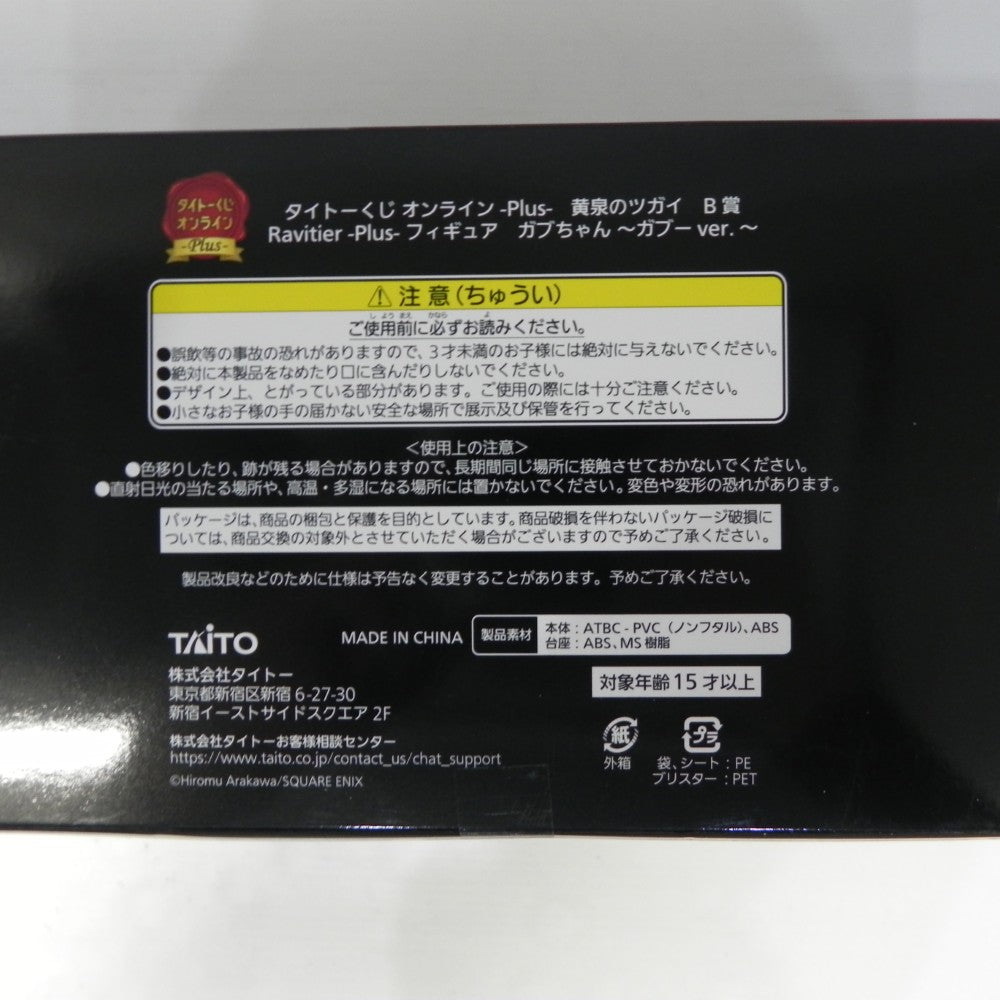 タイトーくじ
オンライン
-Plus-
タイトーくじ オンライン -Plus- 黄泉のツガイ B賞
Ravitier -Plus- フィギュア ガブちゃん ～ガブー ver. ～
⚠ 注意(ちゅうい)
ご使用前に必ずお読みください。
●誤飲等の事故の恐れがありますので、3才未満のお子様には絶対に与えないでください。
●絶対に本製品をなめたり口に含んだりしないでください。
●デザイン上、とがっている部分があります。ご使用の際には十分ご注意ください。
●小さなお子様の手の届かない安全な場所で展示及び保管を行ってください。
＜使用上の注意＞
●色移りしたり、跡が残る場合がありますので、長期間同じ場所に接触させておかないでください。
●直射日光の当たる場所や、高温・多湿になる場所には置かないでください。変色や変形の恐れがあります。
パッケージは、商品の梱包と保護を目的としています。商品破損を伴わないパッケージ破損に
ついては、商品交換の対象外とさせていただく場合がございますので予めご了承ください。
製品改良などのために仕様は予告なく変更することがあります。予めご了承ください。
TAITO
MADE IN CHINA
製品素材
本体：ATBC - PVC（ノンフタル）、ABS
台座：ABS、MS樹脂
株式会社タイトー
東京都新宿区新宿 6-27-30
新宿イーストサイドスクエア 2F
対象年齢15才以上
株式会社タイトーお客様相談センター
https://www.taito.co.jp/contact_us/chat_support
©Hiromu Arakawa/SQUARE ENIX
紙
外箱
プラ
袋、シート：PE
ブリスター：PET